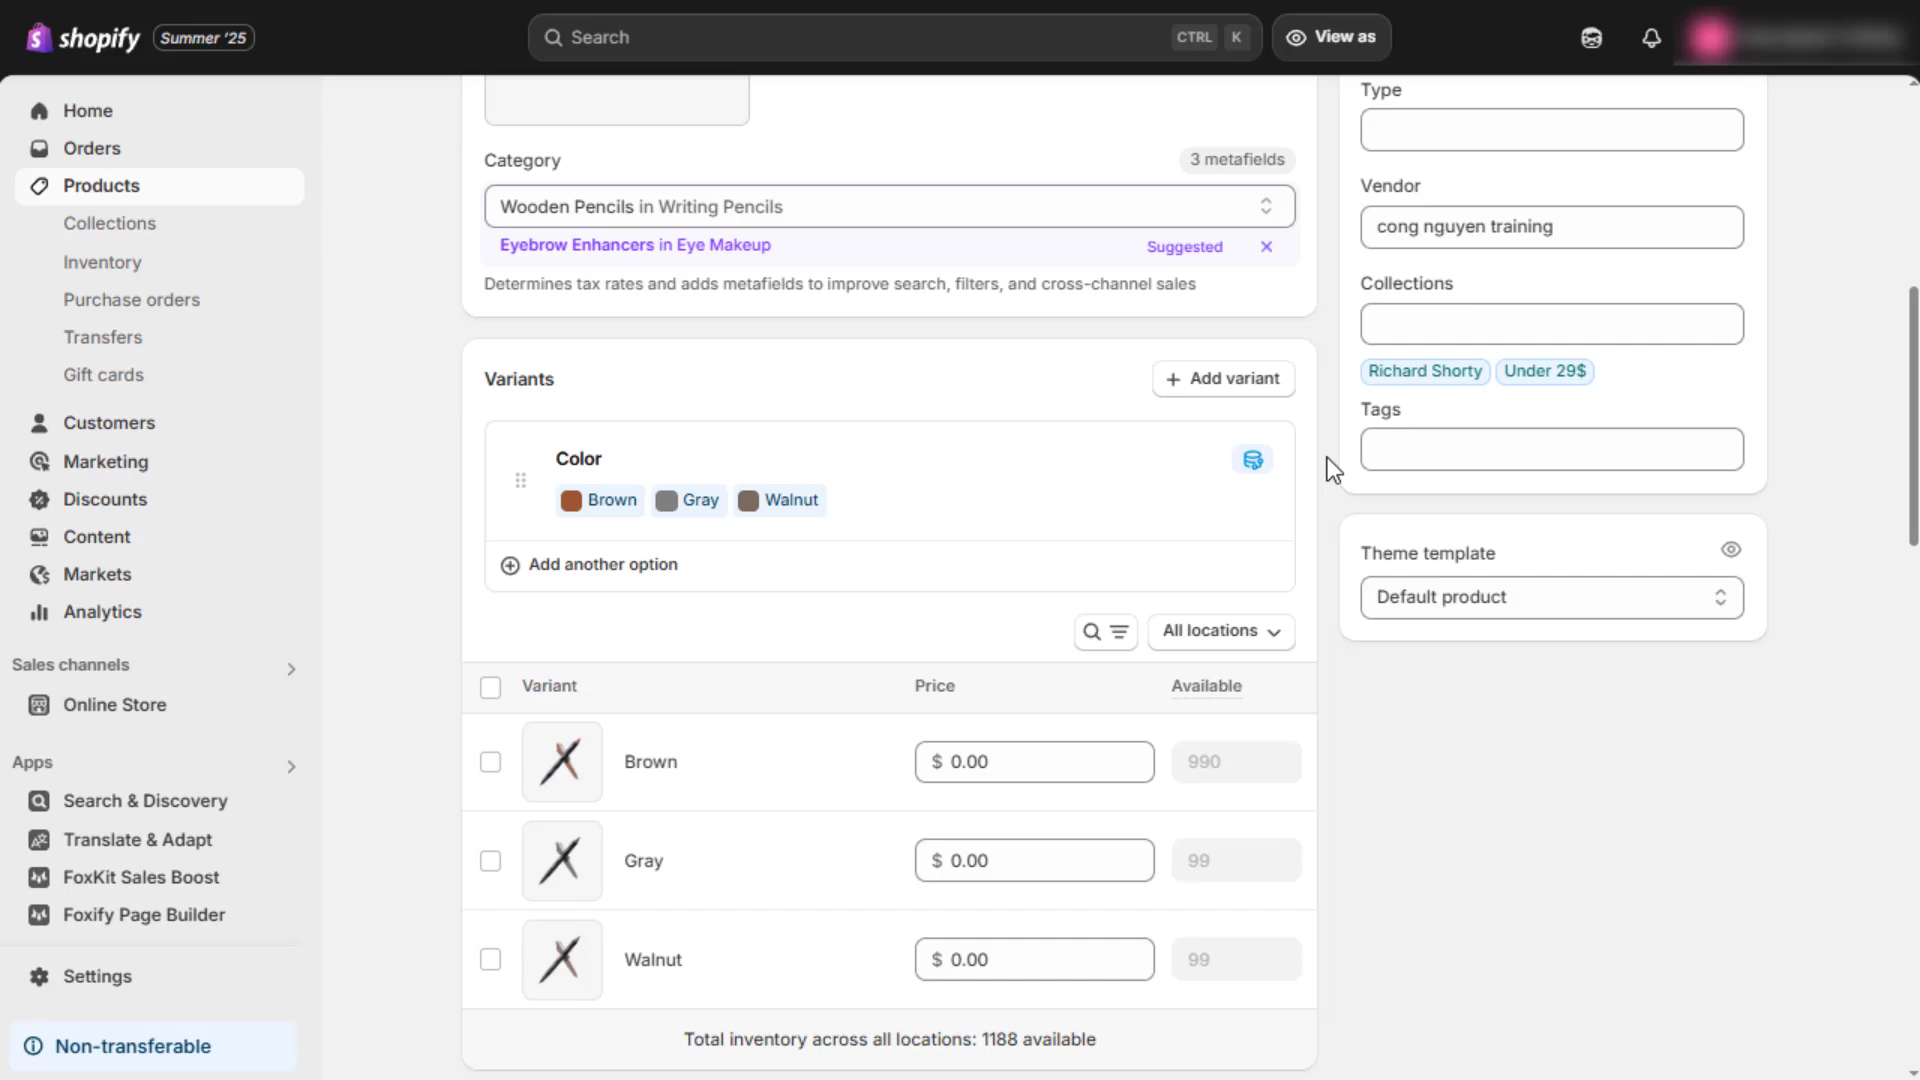 shopify Summer '25
Search CTRL K
View as
Home
Orders
Products
Collections
Inventory
Purchase orders
Transfers
Gift cards
Customers
Marketing
Discounts
Content
Markets
Analytics
Sales channels
Online Store
Apps
Search & Discovery
Translate & Adapt
FoxKit Sales Boost
Foxify Page Builder
Settings
Non-transferable
Category 3 metafields
Wooden Pencils in Writing Pencils
Eyebrow Enhancers in Eye Makeup Suggested
Determines tax rates and adds metafields to improve search, filters, and cross-channel sales
Variants Add variant
Color
Brown Gray Walnut
Add another option
All locations
Variant Price Available
Brown $ 0.00 990
Gray $ 0.00 99
Walnut $ 0.00 99
Total inventory across all locations: 1188 available
Type
Vendor
cong nguyen training
Collections
Richard Shorty Under 29$
Tags
Theme template
Default product